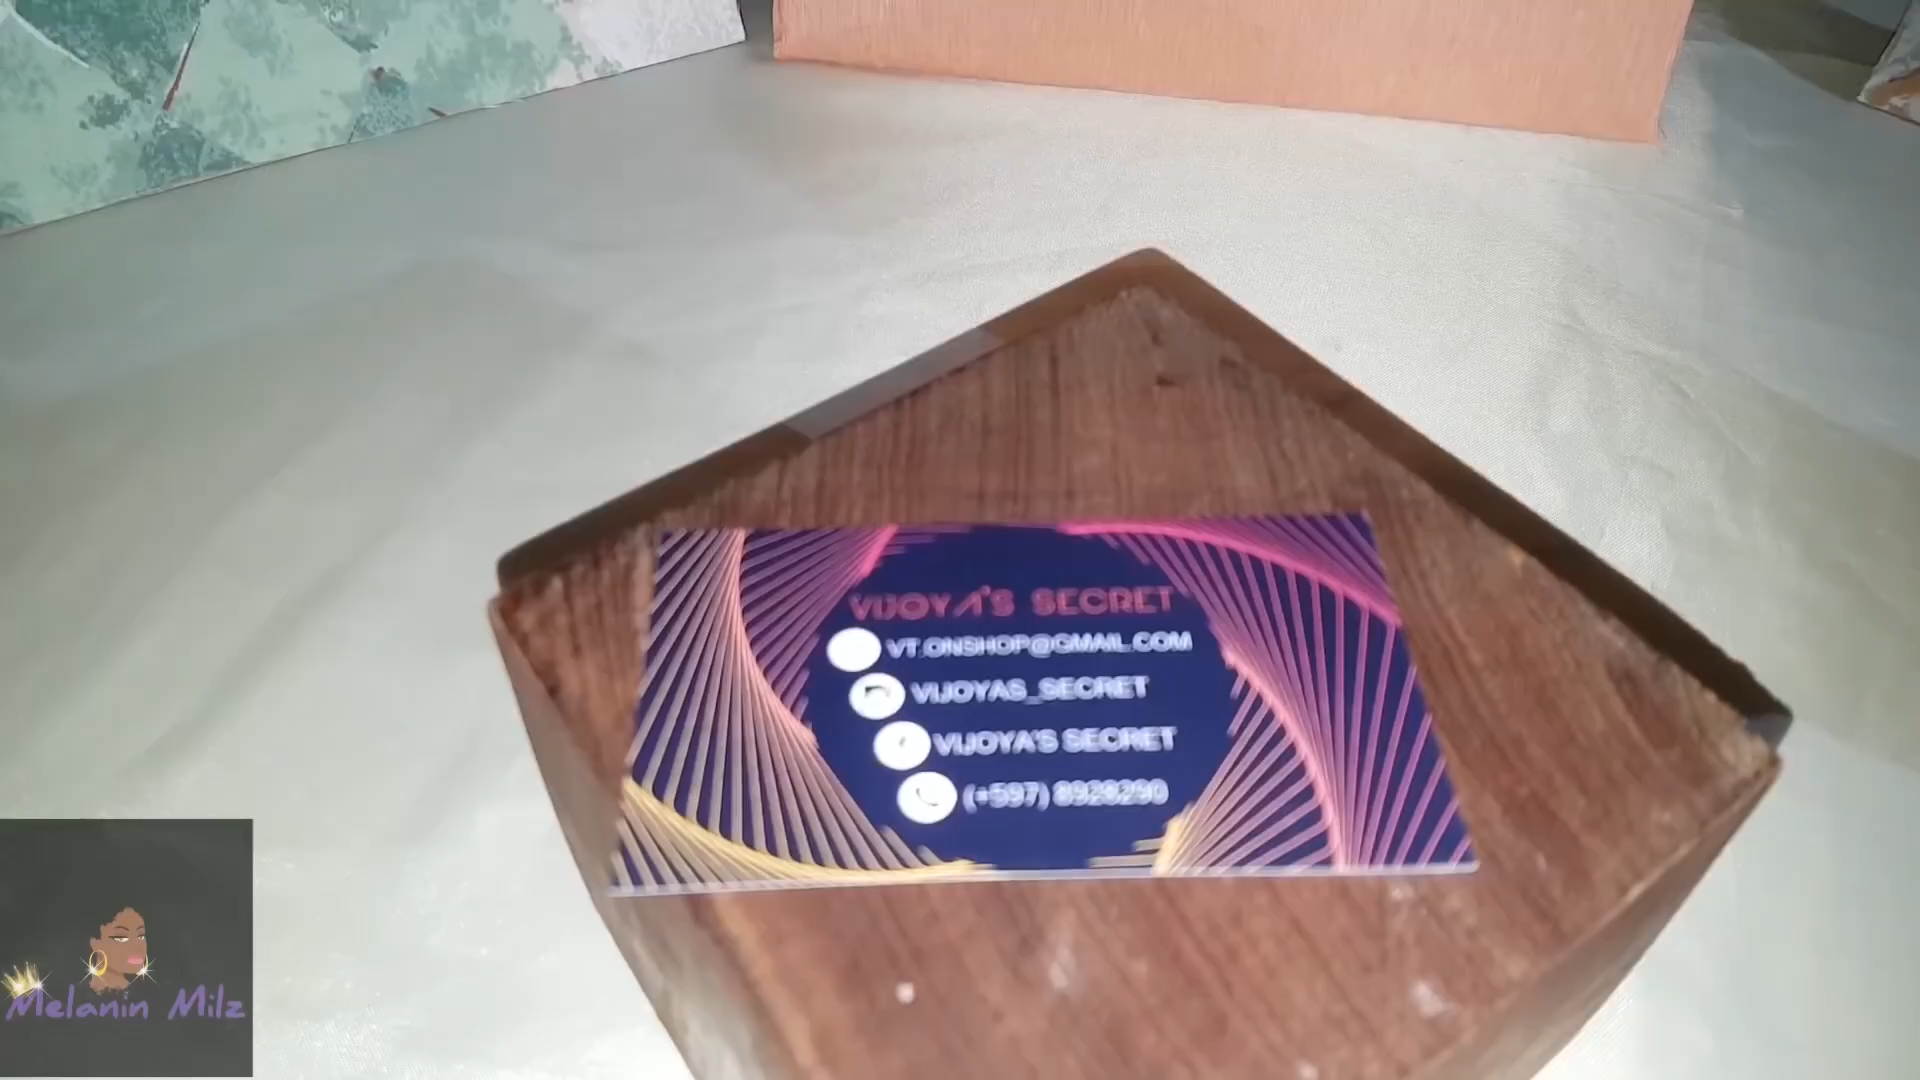 VIJOYA'S SECRET
VT.ONSHOP@GMAIL.COM
VIJOYAS_SECRET
VIJOYA'S SECRET
(+597) 8928290
Melanin Milz